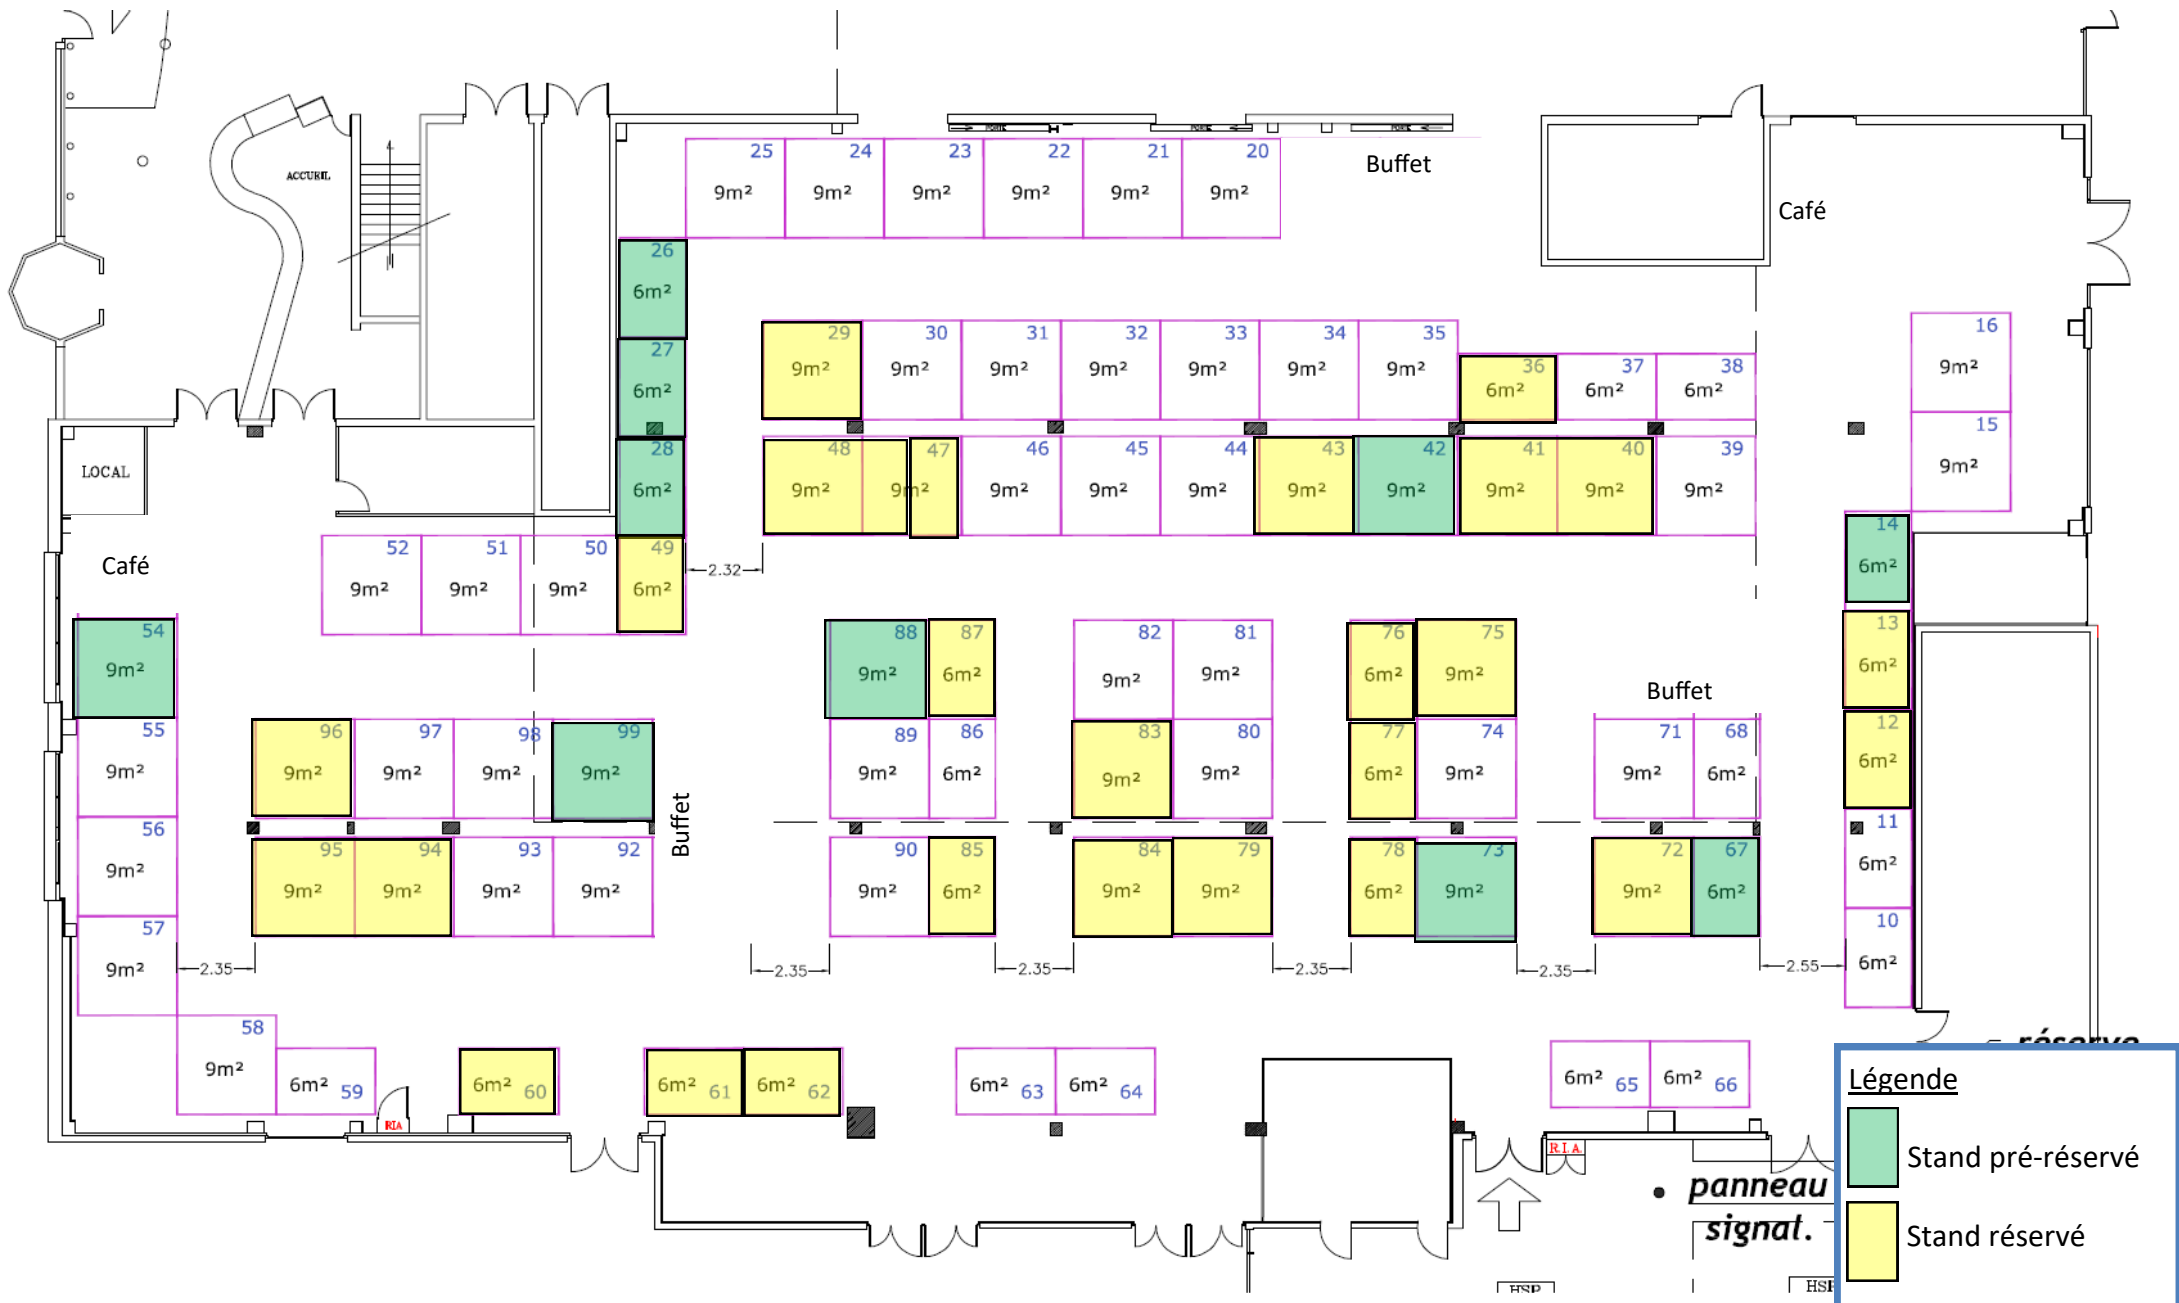 PORTE PORTE PORTE
25 24 23 22 21 20
9m² 9m² 9m² 9m² 9m² 9m²
Buffet
ACCUEIL
Café
26
6m²
27
6m²
28
6m²
29 30 31 32 33 34 35 36 37 38
9m² 9m² 9m² 9m² 9m² 9m² 9m² 6m² 6m² 6m²
16
9m²
15
9m²
48 47 46 45 44 43 42 41 40 39
9m² 9m² 9m² 9m² 9m² 9m² 9m² 9m² 9m² 9m²
LOCAL
Café
52 51 50 49
9m² 9m² 9m² 6m²
2.32
14
6m²
13
6m²
12
6m²
11
6m²
10
6m²
54
9m²
55
9m²
56
9m²
57
9m²
58
9m²
88 87 82 81 76 75
9m² 6m² 9m² 9m² 6m² 9m²
Buffet
96 97 98 99
9m² 9m² 9m² 9m²
Buffet
89 86 83 80 77 74 71 68
9m² 6m² 9m² 9m² 6m² 9m² 9m² 6m²
95 94 93 92
9m² 9m² 9m² 9m²
90 85 84 79 78 73 72 67
9m² 6m² 9m² 9m² 6m² 9m² 9m² 6m²
2.35 2.35 2.35 2.35 2.35 2.55
6m² 59
6m² 60
6m² 61
6m² 62
6m² 63
6m² 64
6m² 65
6m² 66
RIA
R.I.A.
réserve
panneau
signal.
HSP
HSP
Légende
Stand pré-réservé
Stand réservé